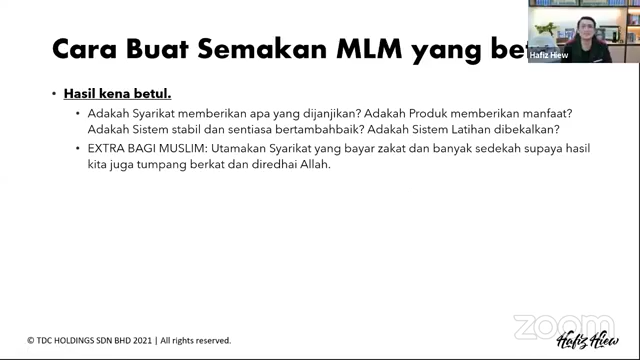 Cara Buat Semakan MLM yang bet
Hafiz Hiew
• Hasil kena betul.
• Adakah Syarikat memberikan apa yang dijanjikan? Adakah Produk memberikan manfaat?
Adakah Sistem stabil dan sentiasa bertambahbaik? Adakah Sistem Latihan dibekalkan?
• EXTRA BAGI MUSLIM: Utamakan Syarikat yang bayar zakat dan banyak sedekah supaya hasil
kita juga tumpang berkat dan diredhai Allah.
© TDC HOLDINGS SDN BHD 2021 | All rights reserved.
zoom
Hafiz Hiew